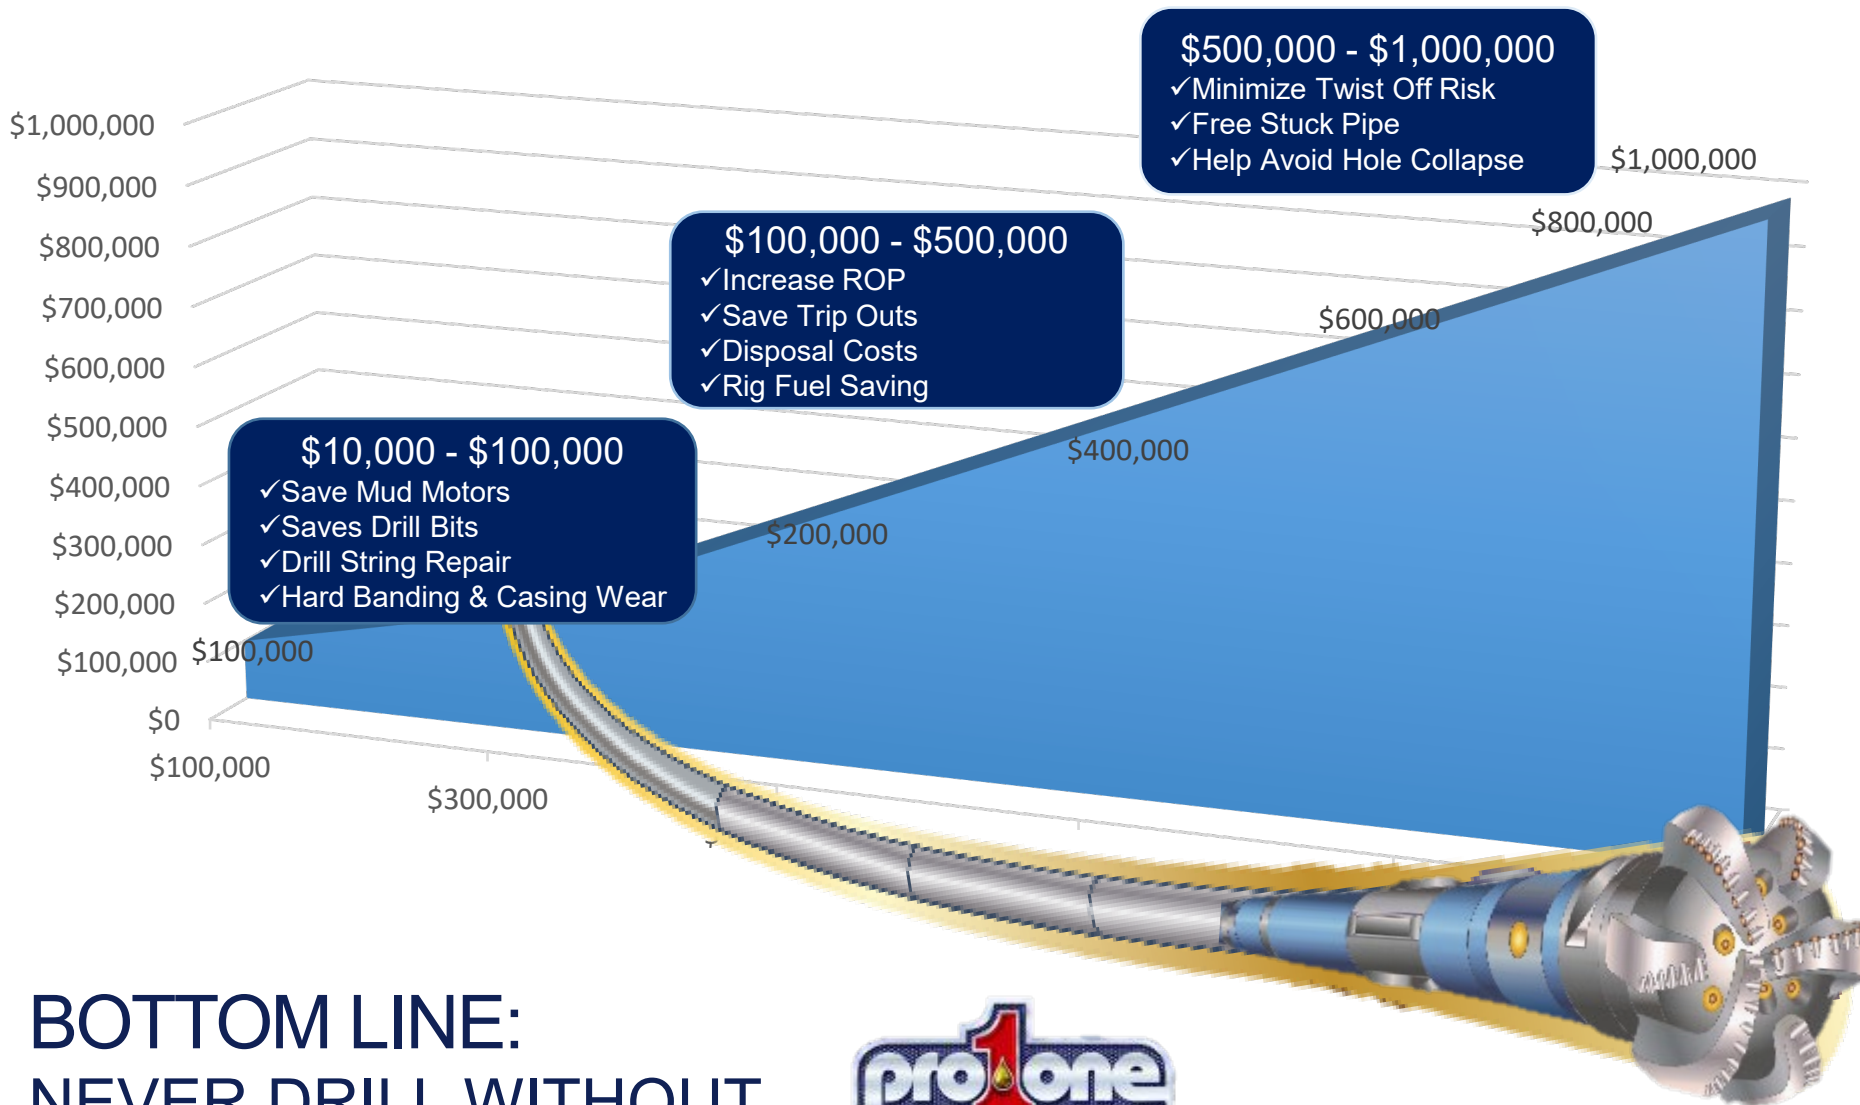 $500,000 - $1,000,000
✓Minimize Twist Off Risk
✓Free Stuck Pipe
✓Help Avoid Hole Collapse
$100,000 - $500,000
✓Increase ROP
✓Save Trip Outs
✓Disposal Costs
✓Rig Fuel Saving
$10,000 - $100,000
✓Save Mud Motors
✓Saves Drill Bits
✓Drill String Repair
✓Hard Banding & Casing Wear
$1,000,000
$900,000
$800,000
$700,000
$600,000
$500,000
$400,000
$300,000
$200,000
$100,000
$0
$100,000
$200,000
$400,000
$600,000
$800,000
$1,000,000
$100,000
$300,000
BOTTOM LINE:
NEVER DRILL WITHOUT
pro1one